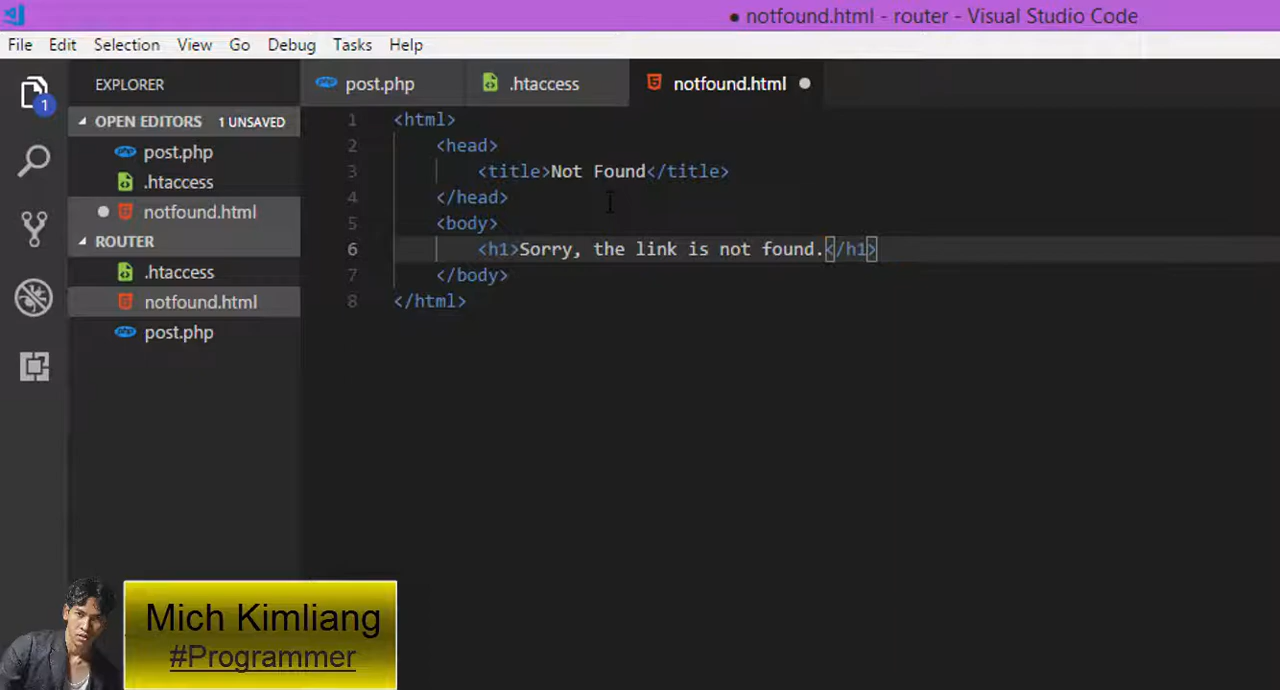 ● notfound.html - router - Visual Studio Code
File Edit Selection View Go Debug Tasks Help
EXPLORER
post.php
.htaccess
notfound.html
1
OPEN EDITORS 1 UNSAVED
post.php
.htaccess
notfound.html
ROUTER
.htaccess
notfound.html
post.php
1 <html>
2 <head>
3 <title>Not Found</title>
4 </head>
5 <body>
6 <h1>Sorry, the link is not found.</h1>
7 </body>
8 </html>
Mich Kimliang
#Programmer